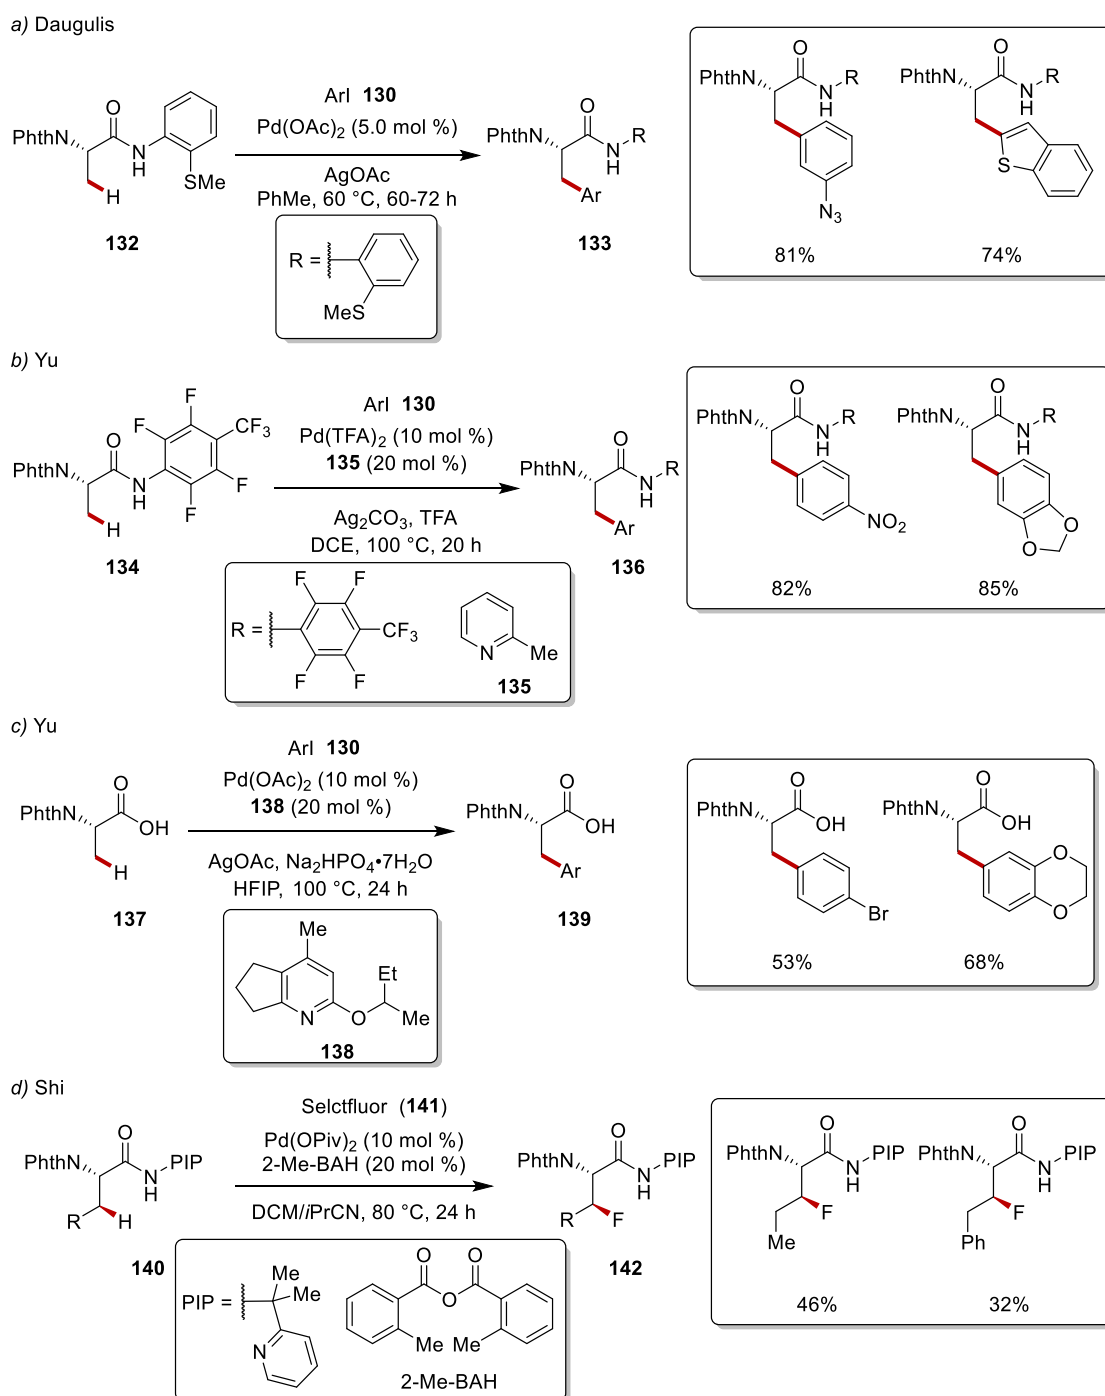 a) Daugulis
PhthN
O
N
H
SMe
H
132
ArI 130
Pd(OAc)2 (5.0 mol %)
AgOAc
PhMe, 60 °C, 60-72 h
R =
MeS
PhthN
O
N
H
R
Ar
133
PhthN
O
N
H
R
N3
81%
PhthN
O
N
H
R
S
74%
b) Yu
PhthN
O
N
H
F
F
CF3
F
F
H
134
ArI 130
Pd(TFA)2 (10 mol %)
135 (20 mol %)
Ag2CO3, TFA
DCE, 100 °C, 20 h
R =
F
F
CF3
F
F
N
Me
135
PhthN
O
N
H
R
Ar
136
PhthN
O
N
H
R
NO2
82%
PhthN
O
N
H
R
O
O
85%
c) Yu
PhthN
O
OH
H
137
ArI 130
Pd(OAc)2 (10 mol %)
138 (20 mol %)
AgOAc, Na2HPO4•7H2O
HFIP, 100 °C, 24 h
Me
N
O
Et
Me
138
PhthN
O
OH
Ar
139
PhthN
O
OH
Br
53%
PhthN
O
OH
O
O
68%
d) Shi
PhthN
O
N
H
PIP
R
H
140
Selctfluor (141)
Pd(OPiv)2 (10 mol %)
2-Me-BAH (20 mol %)
DCM/iPrCN, 80 °C, 24 h
PIP =
Me
Me
N
O
O
O
Me
Me
2-Me-BAH
PhthN
O
N
H
PIP
R
F
142
PhthN
O
N
H
PIP
F
Me
46%
PhthN
O
N
H
PIP
F
Ph
32%